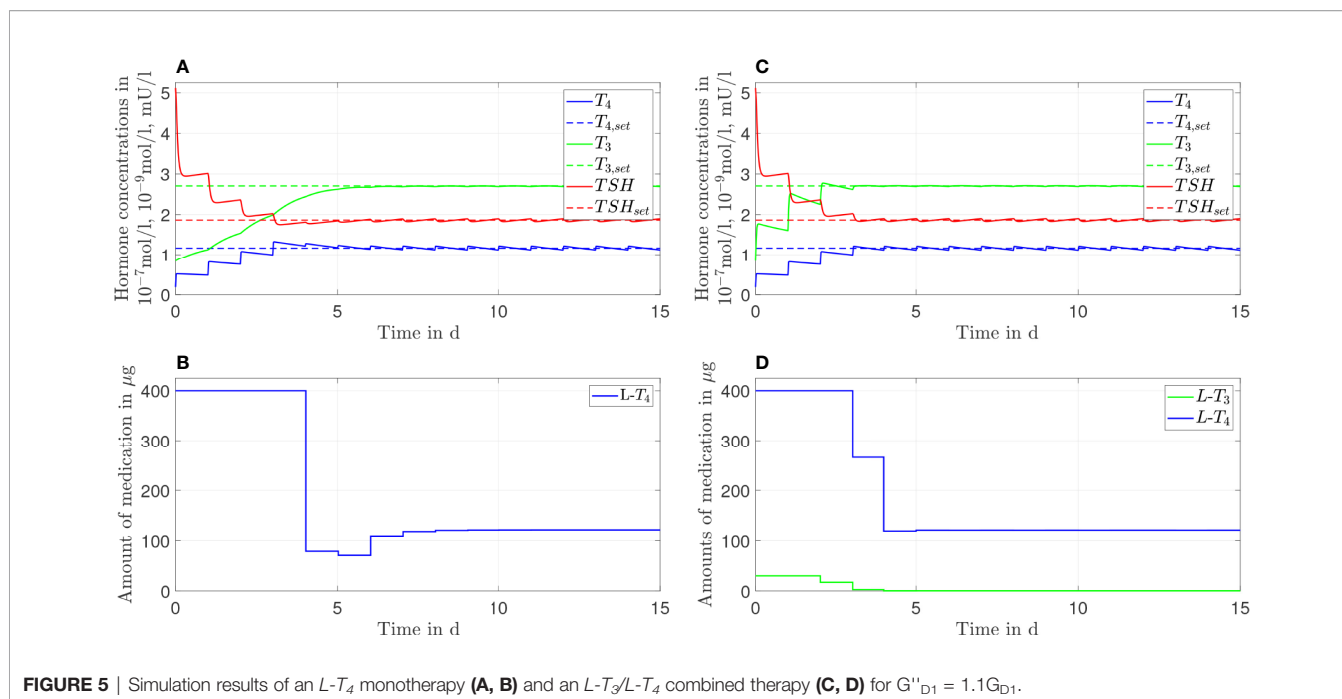 A
Hormone concentrations in
10⁻⁷mol/l, 10⁻⁹mol/l, mU/l
5
4
3
2
1
0
T₄
T₄,set
T₃
T₃,set
TSH
TSHset
0 5 10 15
Time in d
C
Hormone concentrations in
10⁻⁷mol/l, 10⁻⁹mol/l, mU/l
5
4
3
2
1
0
T₄
T₄,set
T₃
T₃,set
TSH
TSHset
0 5 10 15
Time in d
B
Amount of medication in μg
400
300
200
100
0
L-T₄
0 5 10 15
Time in d
D
Amounts of medication in μg
400
300
200
100
0
L-T₃
L-T₄
0 5 10 15
Time in d
FIGURE 5 | Simulation results of an L-T₄ monotherapy (A, B) and an L-T₃/L-T₄ combined therapy (C, D) for G''D1 = 1.1GD1.